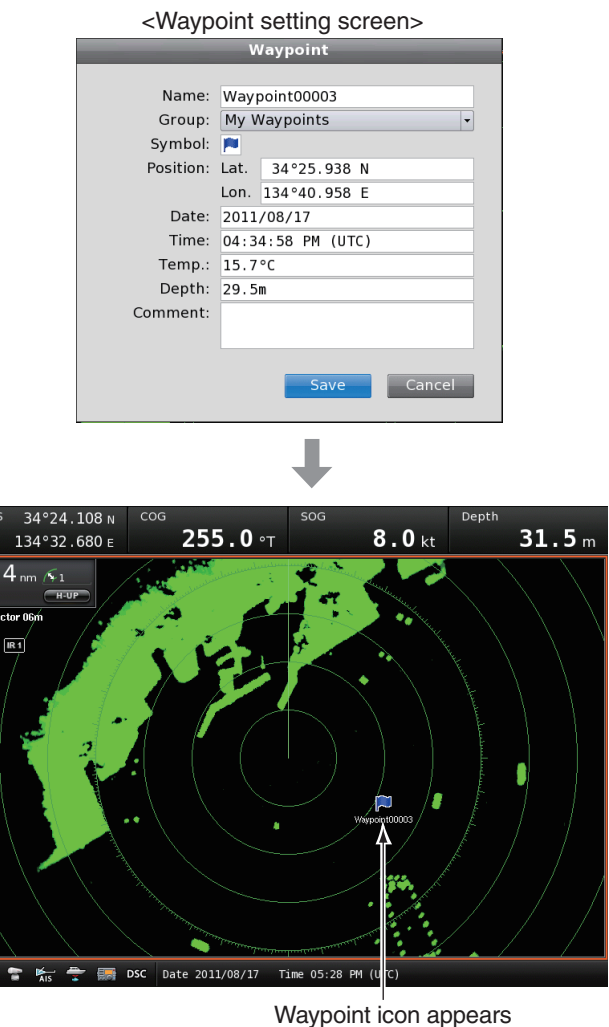 <Waypoint setting screen>
Waypoint
Name: Waypoint00003
Group: My Waypoints
Symbol:
Position: Lat. 34°25.938 N
Lon. 134°40.958 E
Date: 2011/08/17
Time: 04:34:58 PM (UTC)
Temp.: 15.7°C
Depth: 29.5m
Comment:
Save Cancel
S 34°24.108 N COG SOG Depth
134°32.680 E 255.0 °T 8.0 kt 31.5 m
4 nm 1
H-UP
ctor 06m
IR 1
Waypoint00003
AIS DSC Date 2011/08/17 Time 05:28 PM (UTC)
Waypoint icon appears